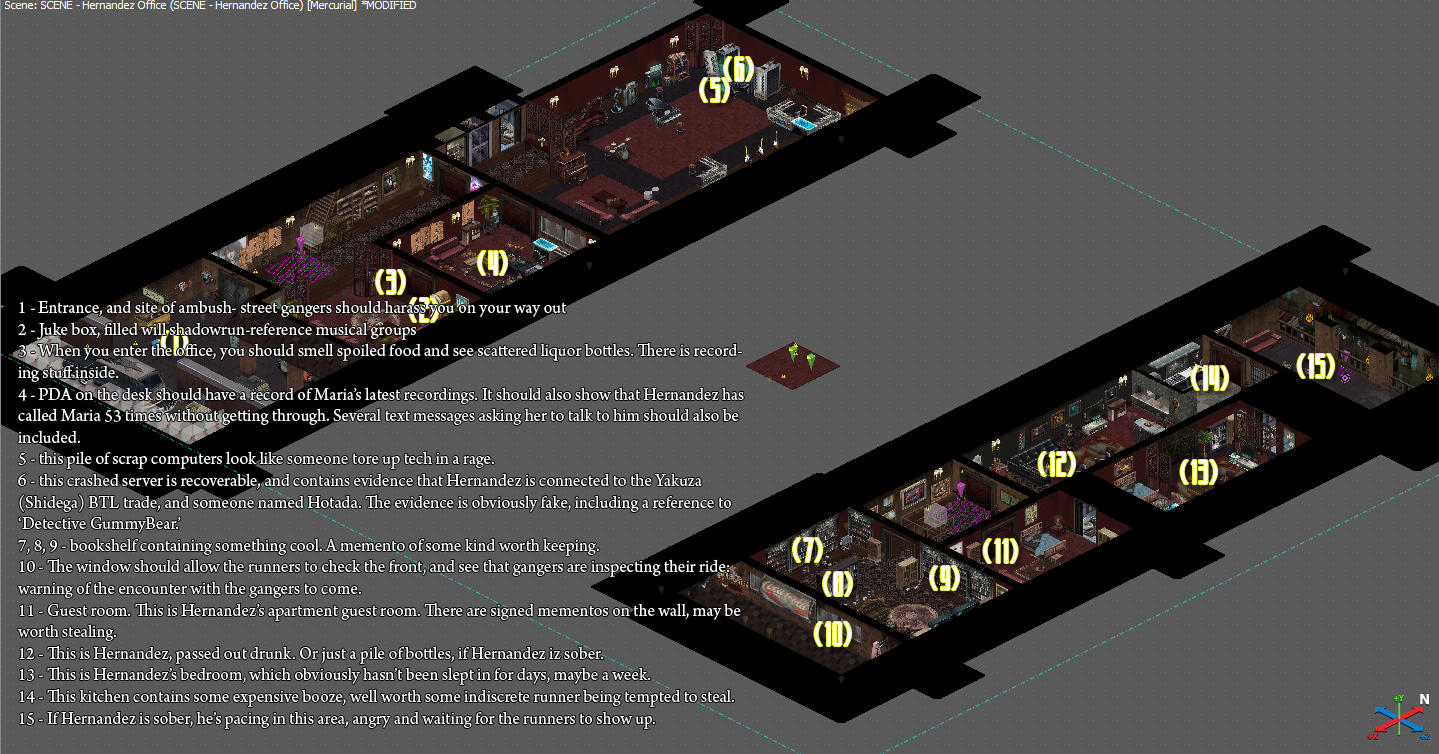 Scene: SCENE - Hernandez Office (SCENE - Hernandez Office) [Mercurial] *MODIFIED
(6)
(5)
(4)
(3)
(2)
(1)
1 - Entrance, and site of ambush- street gangers should harass you on your way out
2 - Juke box, filled will shadowrun-reference musical groups
3 - When you enter the office, you should smell spoiled food and see scattered liquor bottles. There is record-
ing stuff inside.
4 - PDA on the desk should have a record of Maria's latest recordings. It should also show that Hernandez has
called Maria 53 times without getting through. Several text messages asking her to talk to him should also be
included.
5 - this pile of scrap computers look like someone tore up tech in a rage.
6 - this crashed server is recoverable, and contains evidence that Hernandez is connected to the Yakuza
(Shidega) BTL trade, and someone named Hotada. The evidence is obviously fake, including a reference to
'Detective GummyBear.'
7, 8, 9 - bookshelf containing something cool. A memento of some kind worth keeping.
10 - The window should allow the runners to check the front, and see that gangers are inspecting their ride;
warning of the encounter with the gangers to come.
11 - Guest room. This is Hernandez's apartment guest room. There are signed mementos on the wall, may be
worth stealing.
12 - This is Hernandez, passed out drunk. Or just a pile of bottles, if Hernandez iz sober.
13 - This is Hernandez's bedroom, which obviously hasn't been slept in for days, maybe a week.
14 - This kitchen contains some expensive booze, well worth some indiscrete runner being tempted to steal.
15 - If Hernandez is sober, he's pacing in this area, angry and waiting for the runners to show up.
(15)
(14)
(12)
(13)
(7)
(11)
(8)
(9)
(10)
Coca-Cola
N
+Y
+X
+Z